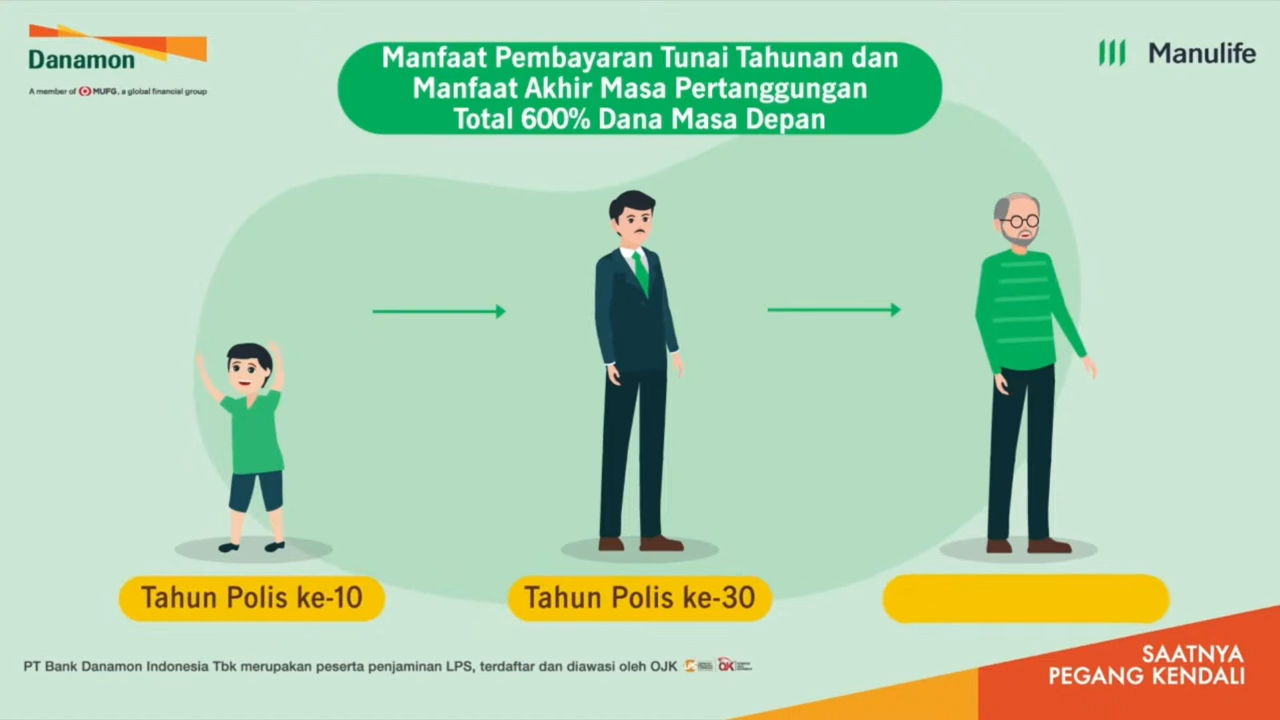 Danamon
A member of MUFG, a global financial group
Manfaat Pembayaran Tunai Tahunan dan
Manfaat Akhir Masa Pertanggungan
Total 600% Dana Masa Depan
Manulife
Tahun Polis ke-10
Tahun Polis ke-30
PT Bank Danamon Indonesia Tbk merupakan peserta penjaminan LPS, terdaftar dan diawasi oleh OJK
SAATNYA
PEGANG KENDALI